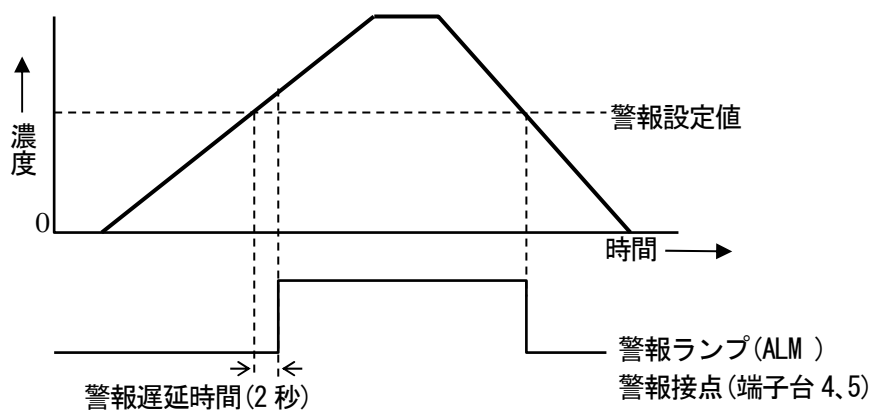 濃度
0
警報設定値
時間
警報ランプ(ALM )
警報接点(端子台 4、5)
警報遅延時間(2 秒)